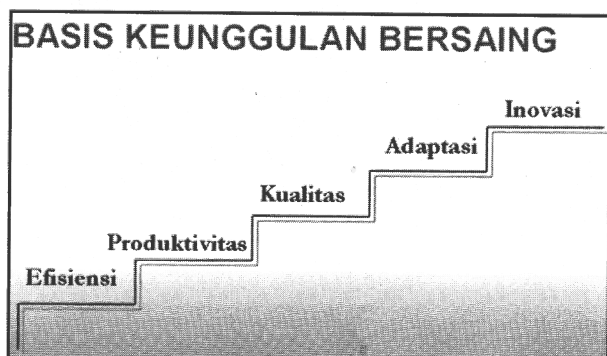 BASIS KEUNGGULAN BERSAING
Inovasi
Adaptasi
Kualitas
Produktivitas
Efisiensi